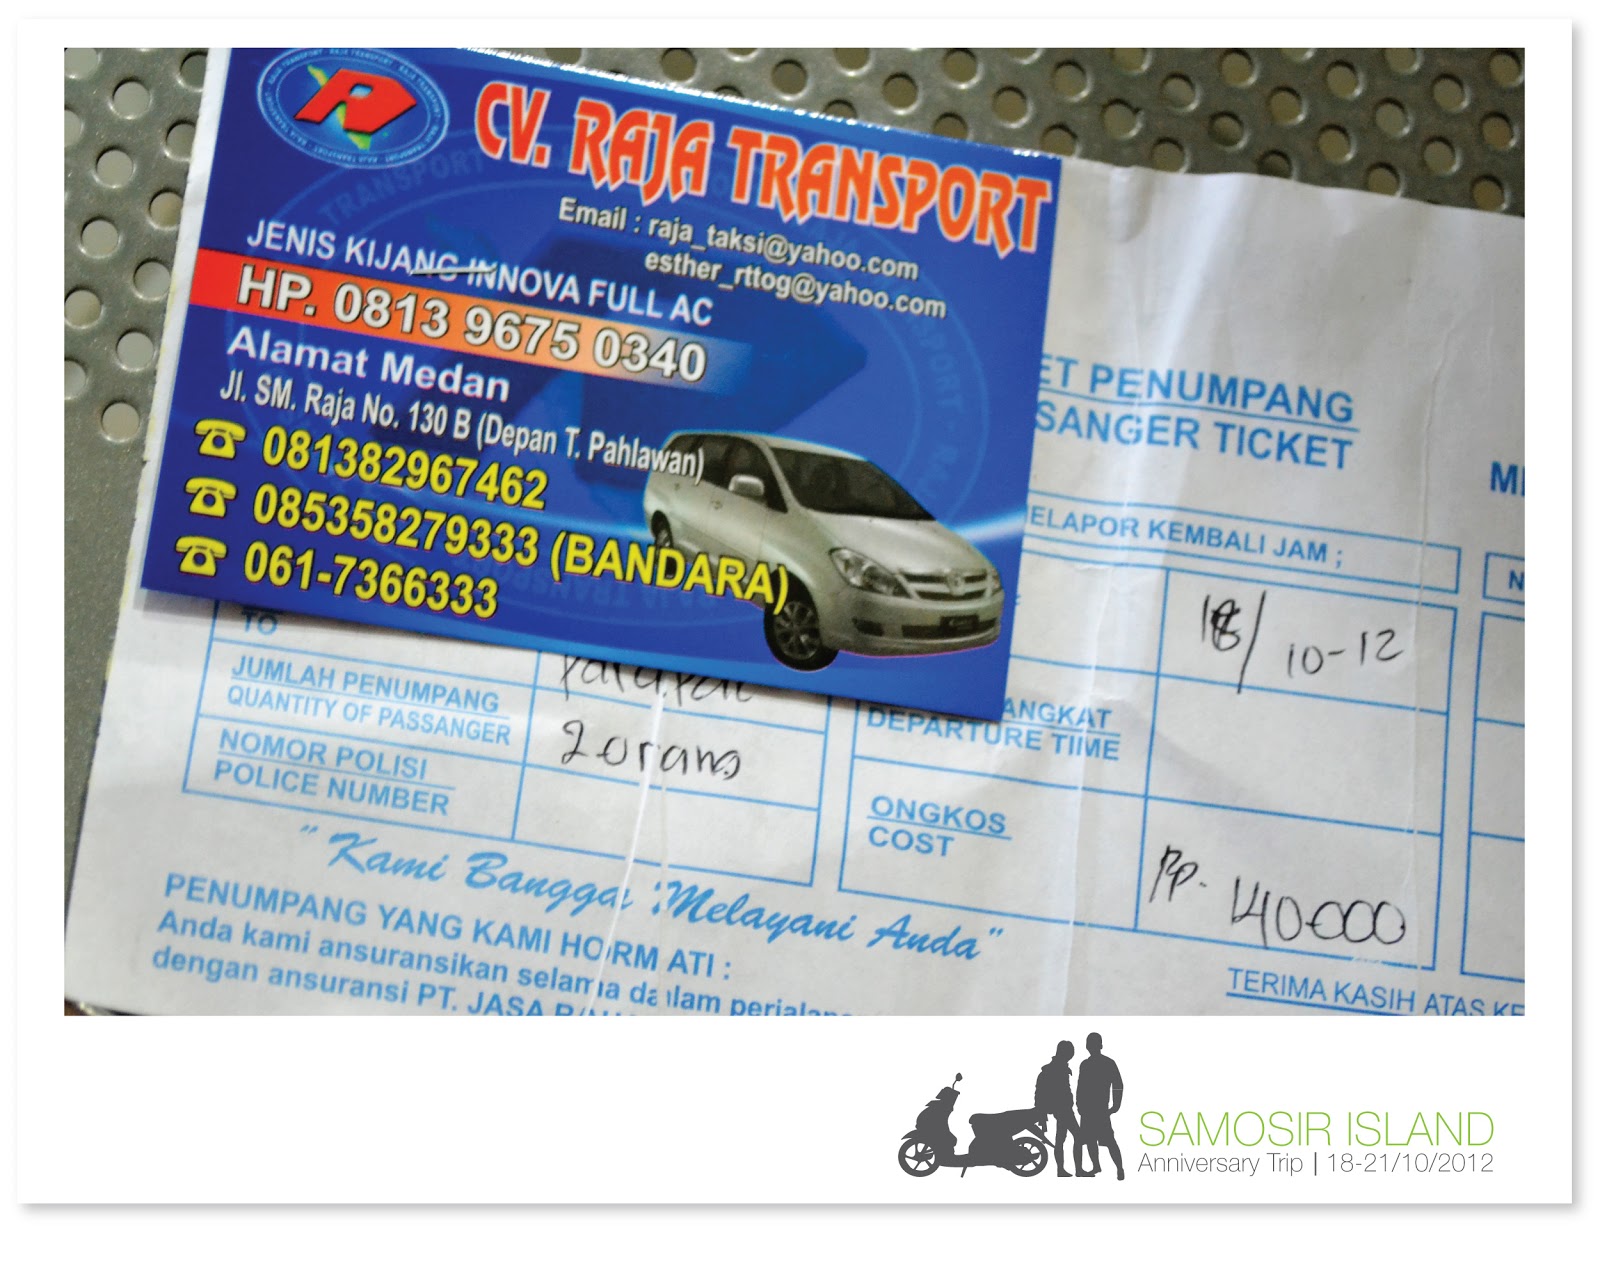 CV. RAJA TRANSPORT
Email : raja_taksi@yahoo.com
esther_rttog@yahoo.com
JENIS KIJANG INNOVA FULL AC
HP. 0813 9675 0340
Alamat Medan
Jl. SM. Raja No. 130 B (Depan T. Pahlawan)
081382967462
085358279333 (BANDARA)
061-7366333
ET PENUMPANG
SANGER TICKET
ELAPOR KEMBALI JAM ;
18/10-12
TO
JUMLAH PENUMPANG
QUANTITY OF PASSANGER
2 orang
NOMOR POLISI
POLICE NUMBER
ANGKAT
DEPARTURE TIME
ONGKOS
COST
Rp. 140.000
"Kami Bangga Melayani Anda"
PENUMPANG YANG KAMI HORMATI :
Anda kami ansuransikan selama dalam
dengan ansuransi PT. JASA
TERIMA KASIH ATAS
SAMOSIR ISLAND
Anniversary Trip | 18-21/10/2012